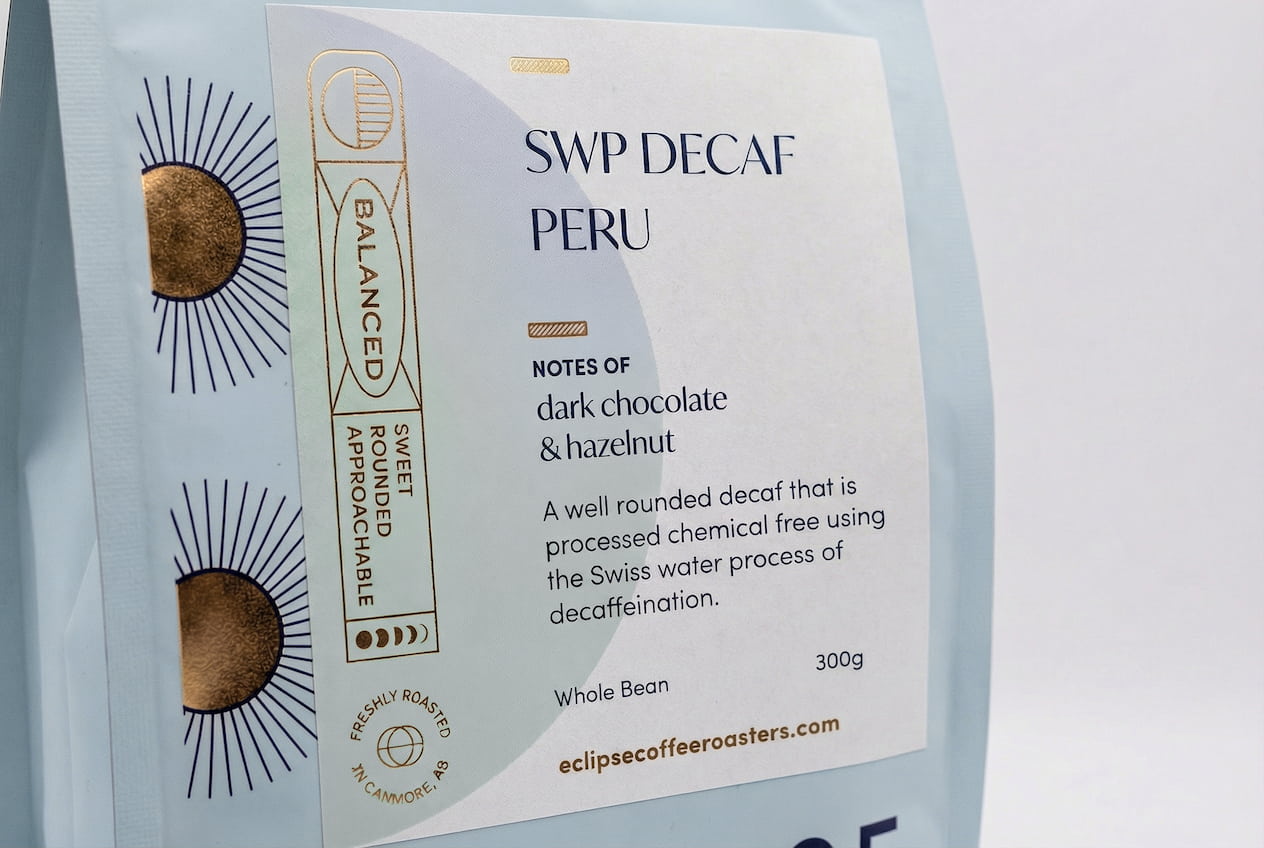 SWP DECAF
PERU
NOTES OF
dark chocolate
& hazelnut
A well rounded decaf that is
processed chemical free using
the Swiss water process of
decaffeination.
300g
Whole Bean
eclipsecoffeeroasters.com
BALANCED
SWEET
ROUNDED
APPROACHABLE
FRESHLY ROASTED
IN CANMORE, AB